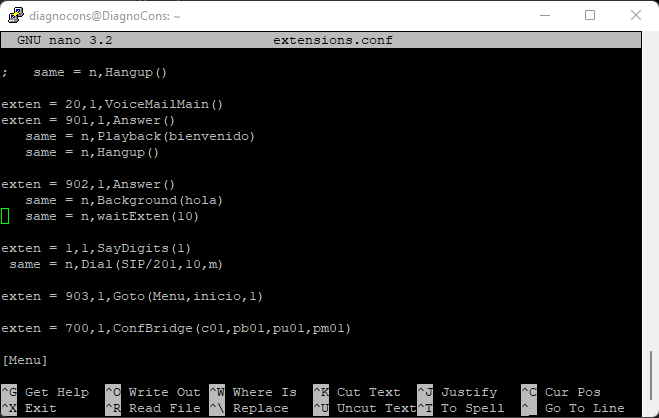 diagnocons@DiagnoCons: ~
GNU nano 3.2 extensions.conf
;   same = n,Hangup()
exten = 20,1,VoiceMailMain()
exten = 901,1,Answer()
   same = n,Playback(bienvenido)
   same = n,Hangup()
exten = 902,1,Answer()
   same = n,Background(hola)
   same = n,waitExten(10)
exten = 1,1,SayDigits(1)
 same = n,Dial(SIP/201,10,m)
exten = 903,1,Goto(Menu,inicio,1)
exten = 700,1,ConfBridge(c01,pb01,pu01,pm01)
[Menu]
^G Get Help ^O Write Out ^W Where Is ^K Cut Text ^J Justify ^C Cur Pos
^X Exit ^R Read File ^\ Replace ^U Uncut Text ^T To Spell ^_ Go To Line